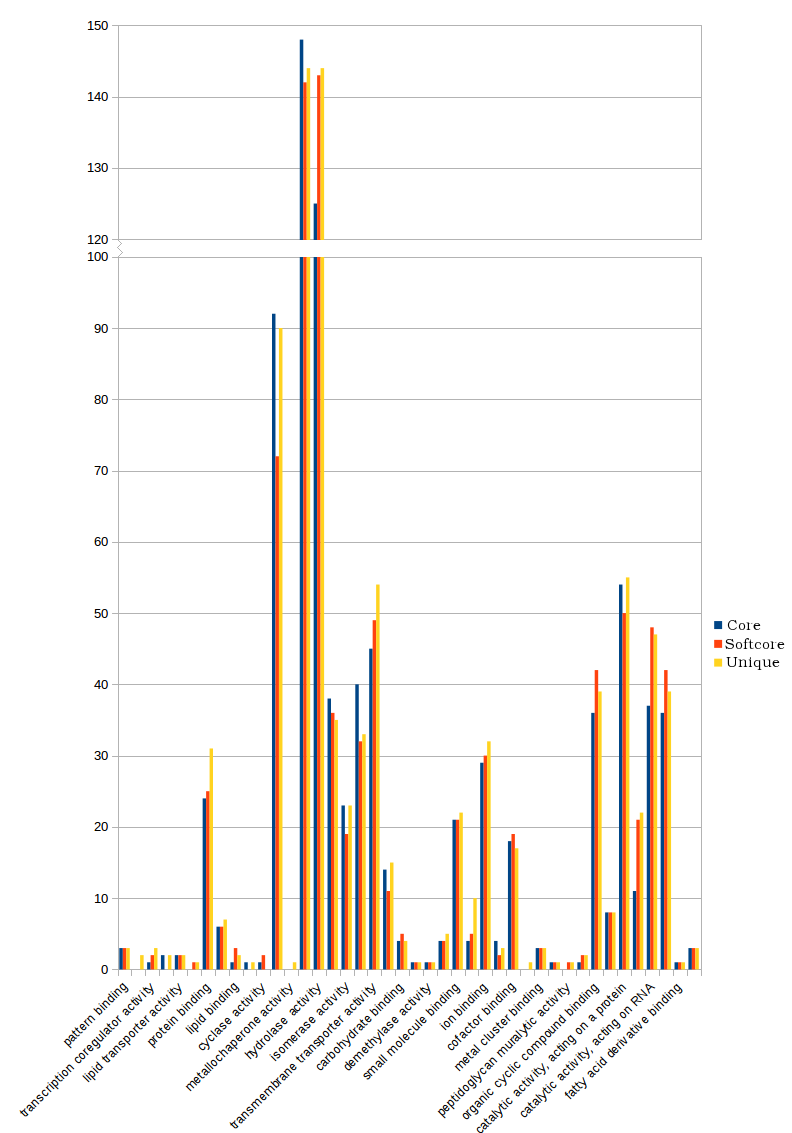 150
140
130
120
100
90
80
70
60
50
40
30
20
10
0
Core
Softcore
Unique
pattern binding
transcription coregulator activity
lipid transporter activity
protein binding
lipid binding
cyclase activity
metallochaperone activity
hydrolase activity
isomerase activity
transmembrane transporter activity
carbohydrate binding
demethylase activity
small molecule binding
ion binding
cofactor binding
metal cluster binding
peptidoglycan muralytic activity
organic cyclic compound binding
catalytic activity, acting on a protein
catalytic activity, acting on RNA
fatty acid derivative binding